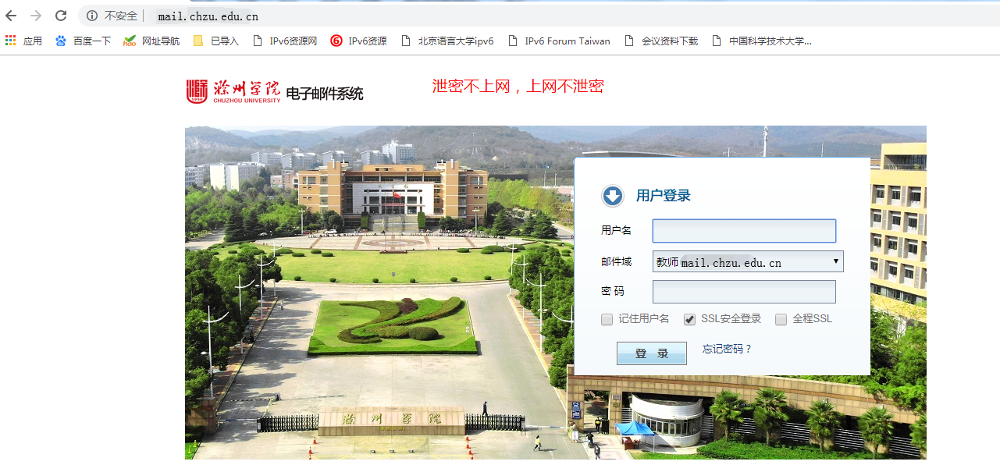 不安全 mail.chzu.edu.cn
应用 百度一下 网址导航 已导入 IPv6资源网 IPv6资源 北京语言大学ipv6 IPv6 Forum Taiwan 会议资料下载 中国科学技术大学...
滁州学院 CHUZHOU UNIVERSITY 电子邮件系统
泄密不上网，上网不泄密
用户登录
用户名
邮件域 教师mail.chzu.edu.cn
密 码
记住用户名 SSL安全登录 全程SSL
登 录 忘记密码？
滁州学院